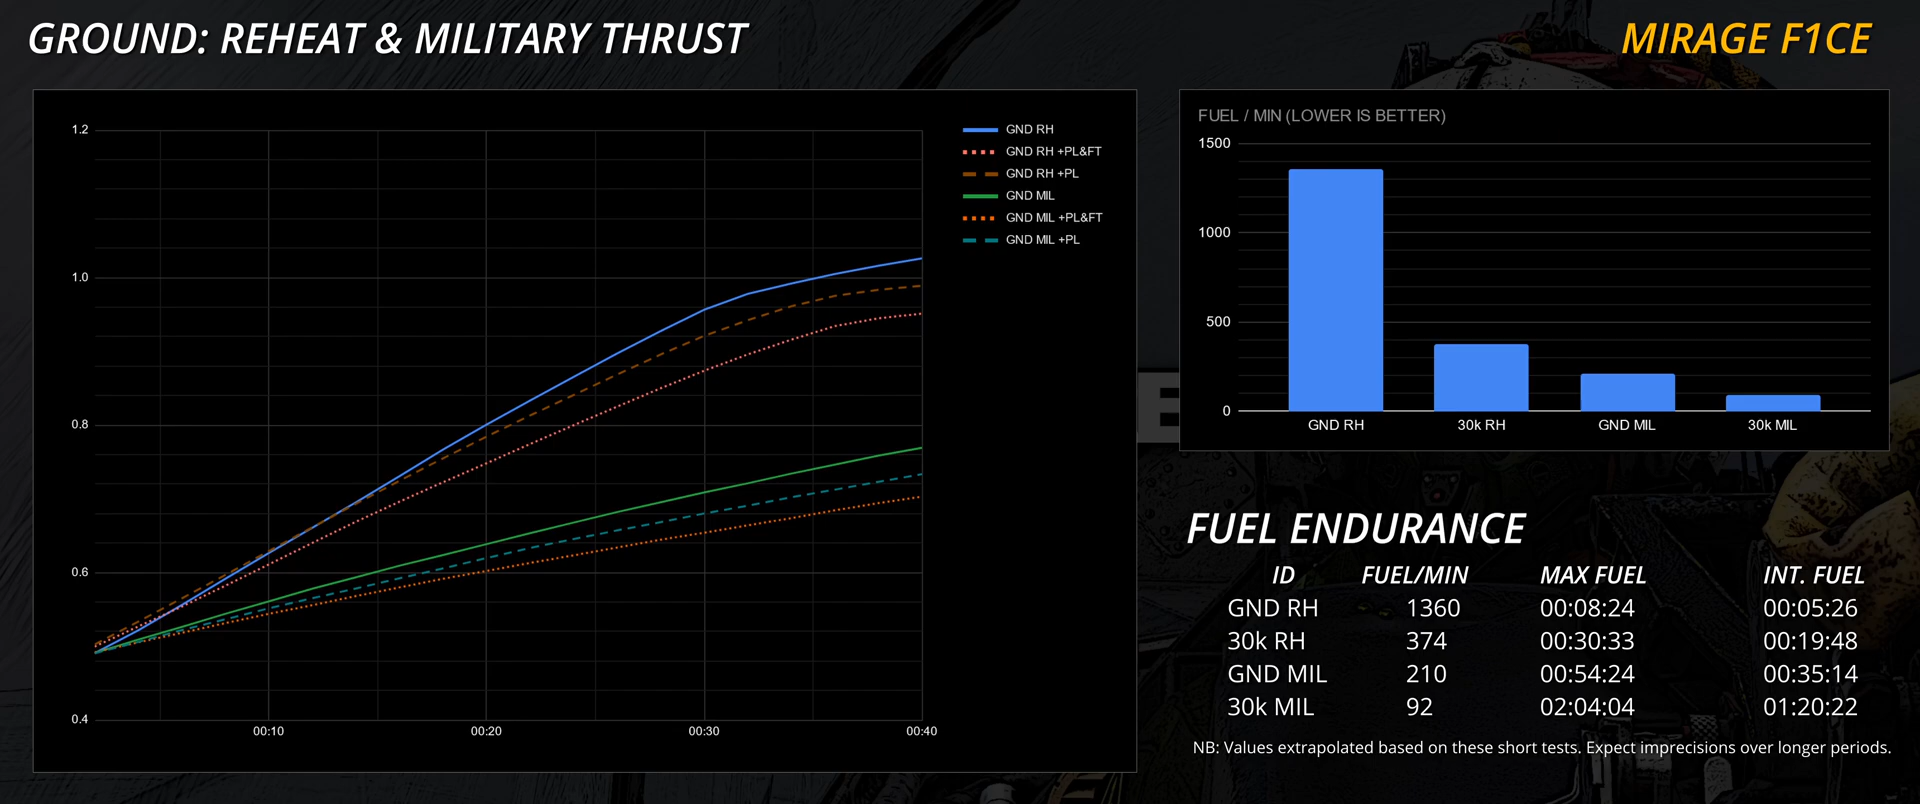 GROUND: REHEAT & MILITARY THRUST
MIRAGE F1CE
1.2
1.0
0.8
0.6
0.4
00:10
00:20
00:30
00:40
GND RH
GND RH +PL&FT
GND RH +PL
GND MIL
GND MIL +PL&FT
GND MIL +PL
FUEL / MIN (LOWER IS BETTER)
1500
1000
500
0
GND RH
30k RH
GND MIL
30k MIL
FUEL ENDURANCE
ID FUEL/MIN MAX FUEL INT. FUEL
GND RH 1360 00:08:24 00:05:26
30k RH 374 00:30:33 00:19:48
GND MIL 210 00:54:24 00:35:14
30k MIL 92 02:04:04 01:20:22
NB: Values extrapolated based on these short tests. Expect imprecisions over longer periods.